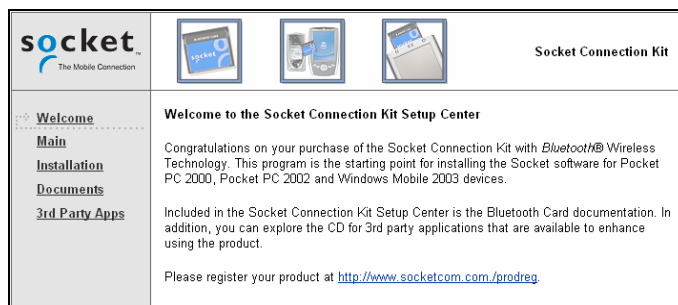 socket™
The Mobile Connection
Socket Connection Kit
Welcome
Main
Installation
Documents
3rd Party Apps
Welcome to the Socket Connection Kit Setup Center
Congratulations on your purchase of the Socket Connection Kit with Bluetooth® Wireless
Technology. This program is the starting point for installing the Socket software for Pocket
PC 2000, Pocket PC 2002 and Windows Mobile 2003 devices.
Included in the Socket Connection Kit Setup Center is the Bluetooth Card documentation. In
addition, you can explore the CD for 3rd party applications that are available to enhance
using the product.
Please register your product at http://www.socketcom.com./prodreg.